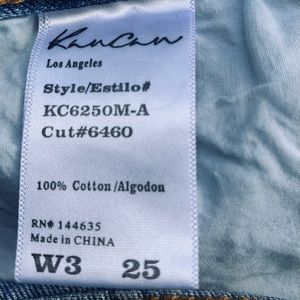 KanCan
Los Angeles
Style/Estilo#
KC6250M-A
Cut#6460
100% Cotton/Algodon
RN# 144635
Made in CHINA
W3 25